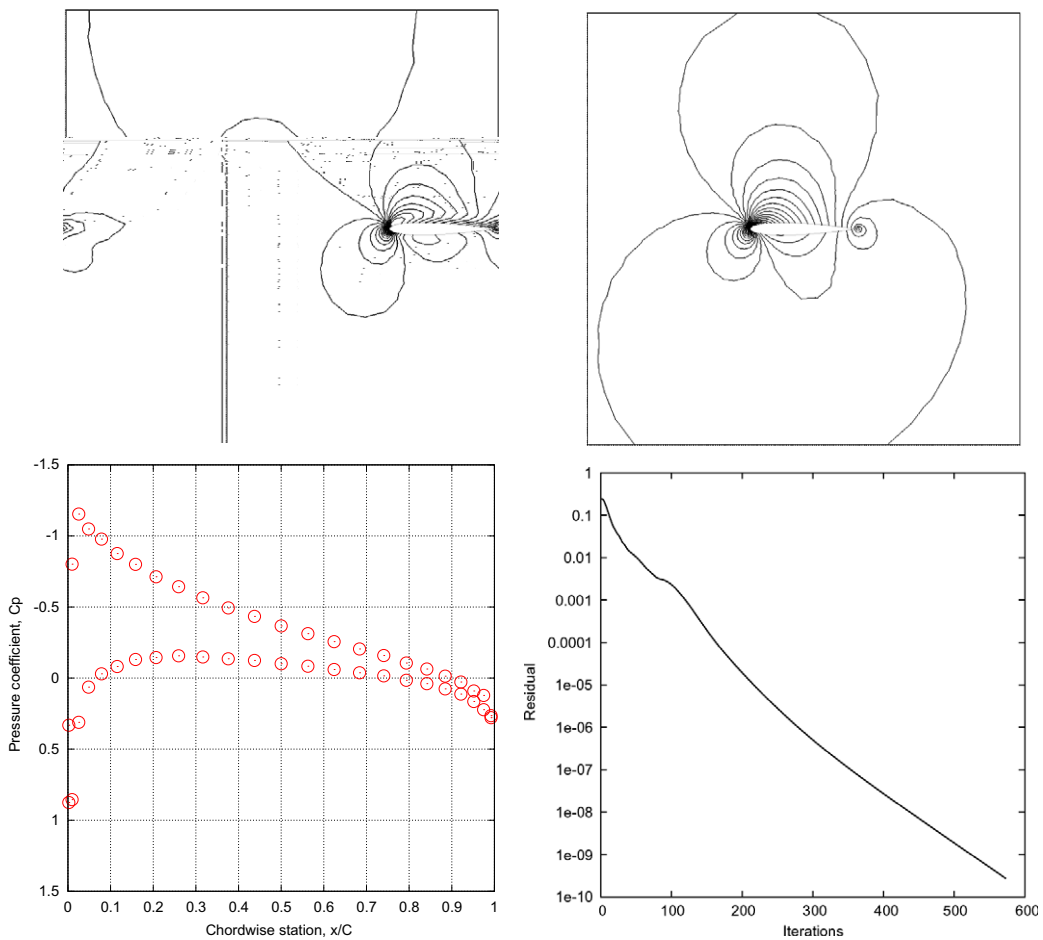 -1.5
-1
-0.5
0
0.5
1
1.5
Pressure coefficient, Cp
0 0.1 0.2 0.3 0.4 0.5 0.6 0.7 0.8 0.9 1
Chordwise station, x/C
1
0.1
0.01
0.001
0.0001
1e-05
1e-06
1e-07
1e-08
1e-09
1e-10
Residual
0 100 200 300 400 500 600
Iterations